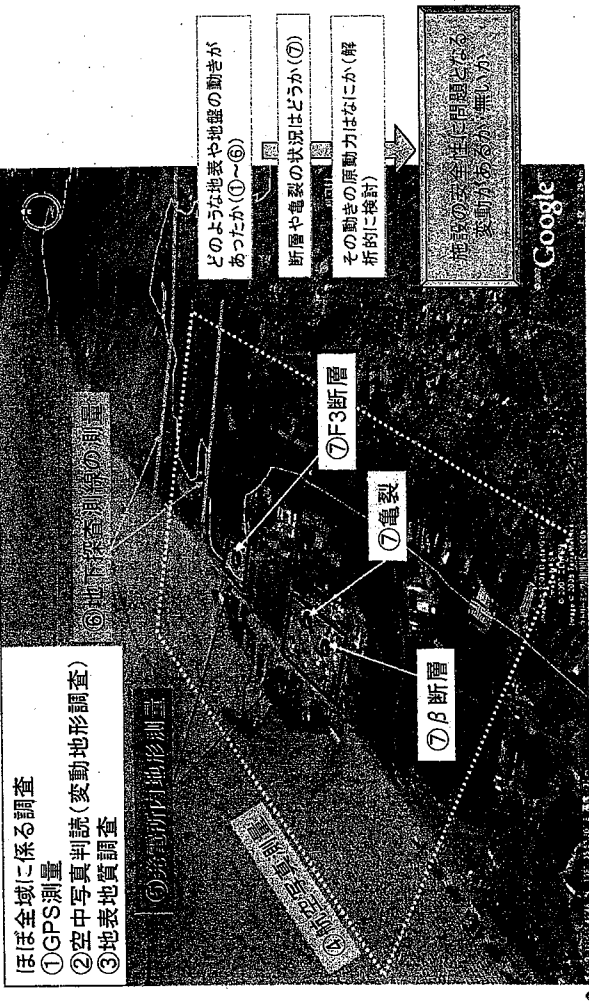 ほぼ全域に係る調査
①GPS測量
②空中写真判読(変動地形調査)
③地表地質調査
⑥地下探査測線の測量
⑤発電所内地形測量
④航空写真測量
⑦F3断層
⑦亀裂
⑦β断層
どのような地表や地盤の動きが
あったか(①~⑥)
断層や亀裂の状況はどうか(⑦)
その動きの原動力はなにか(解
析的に検討)
施設の安全性に問題となる
変動があるか、無いか。
Google